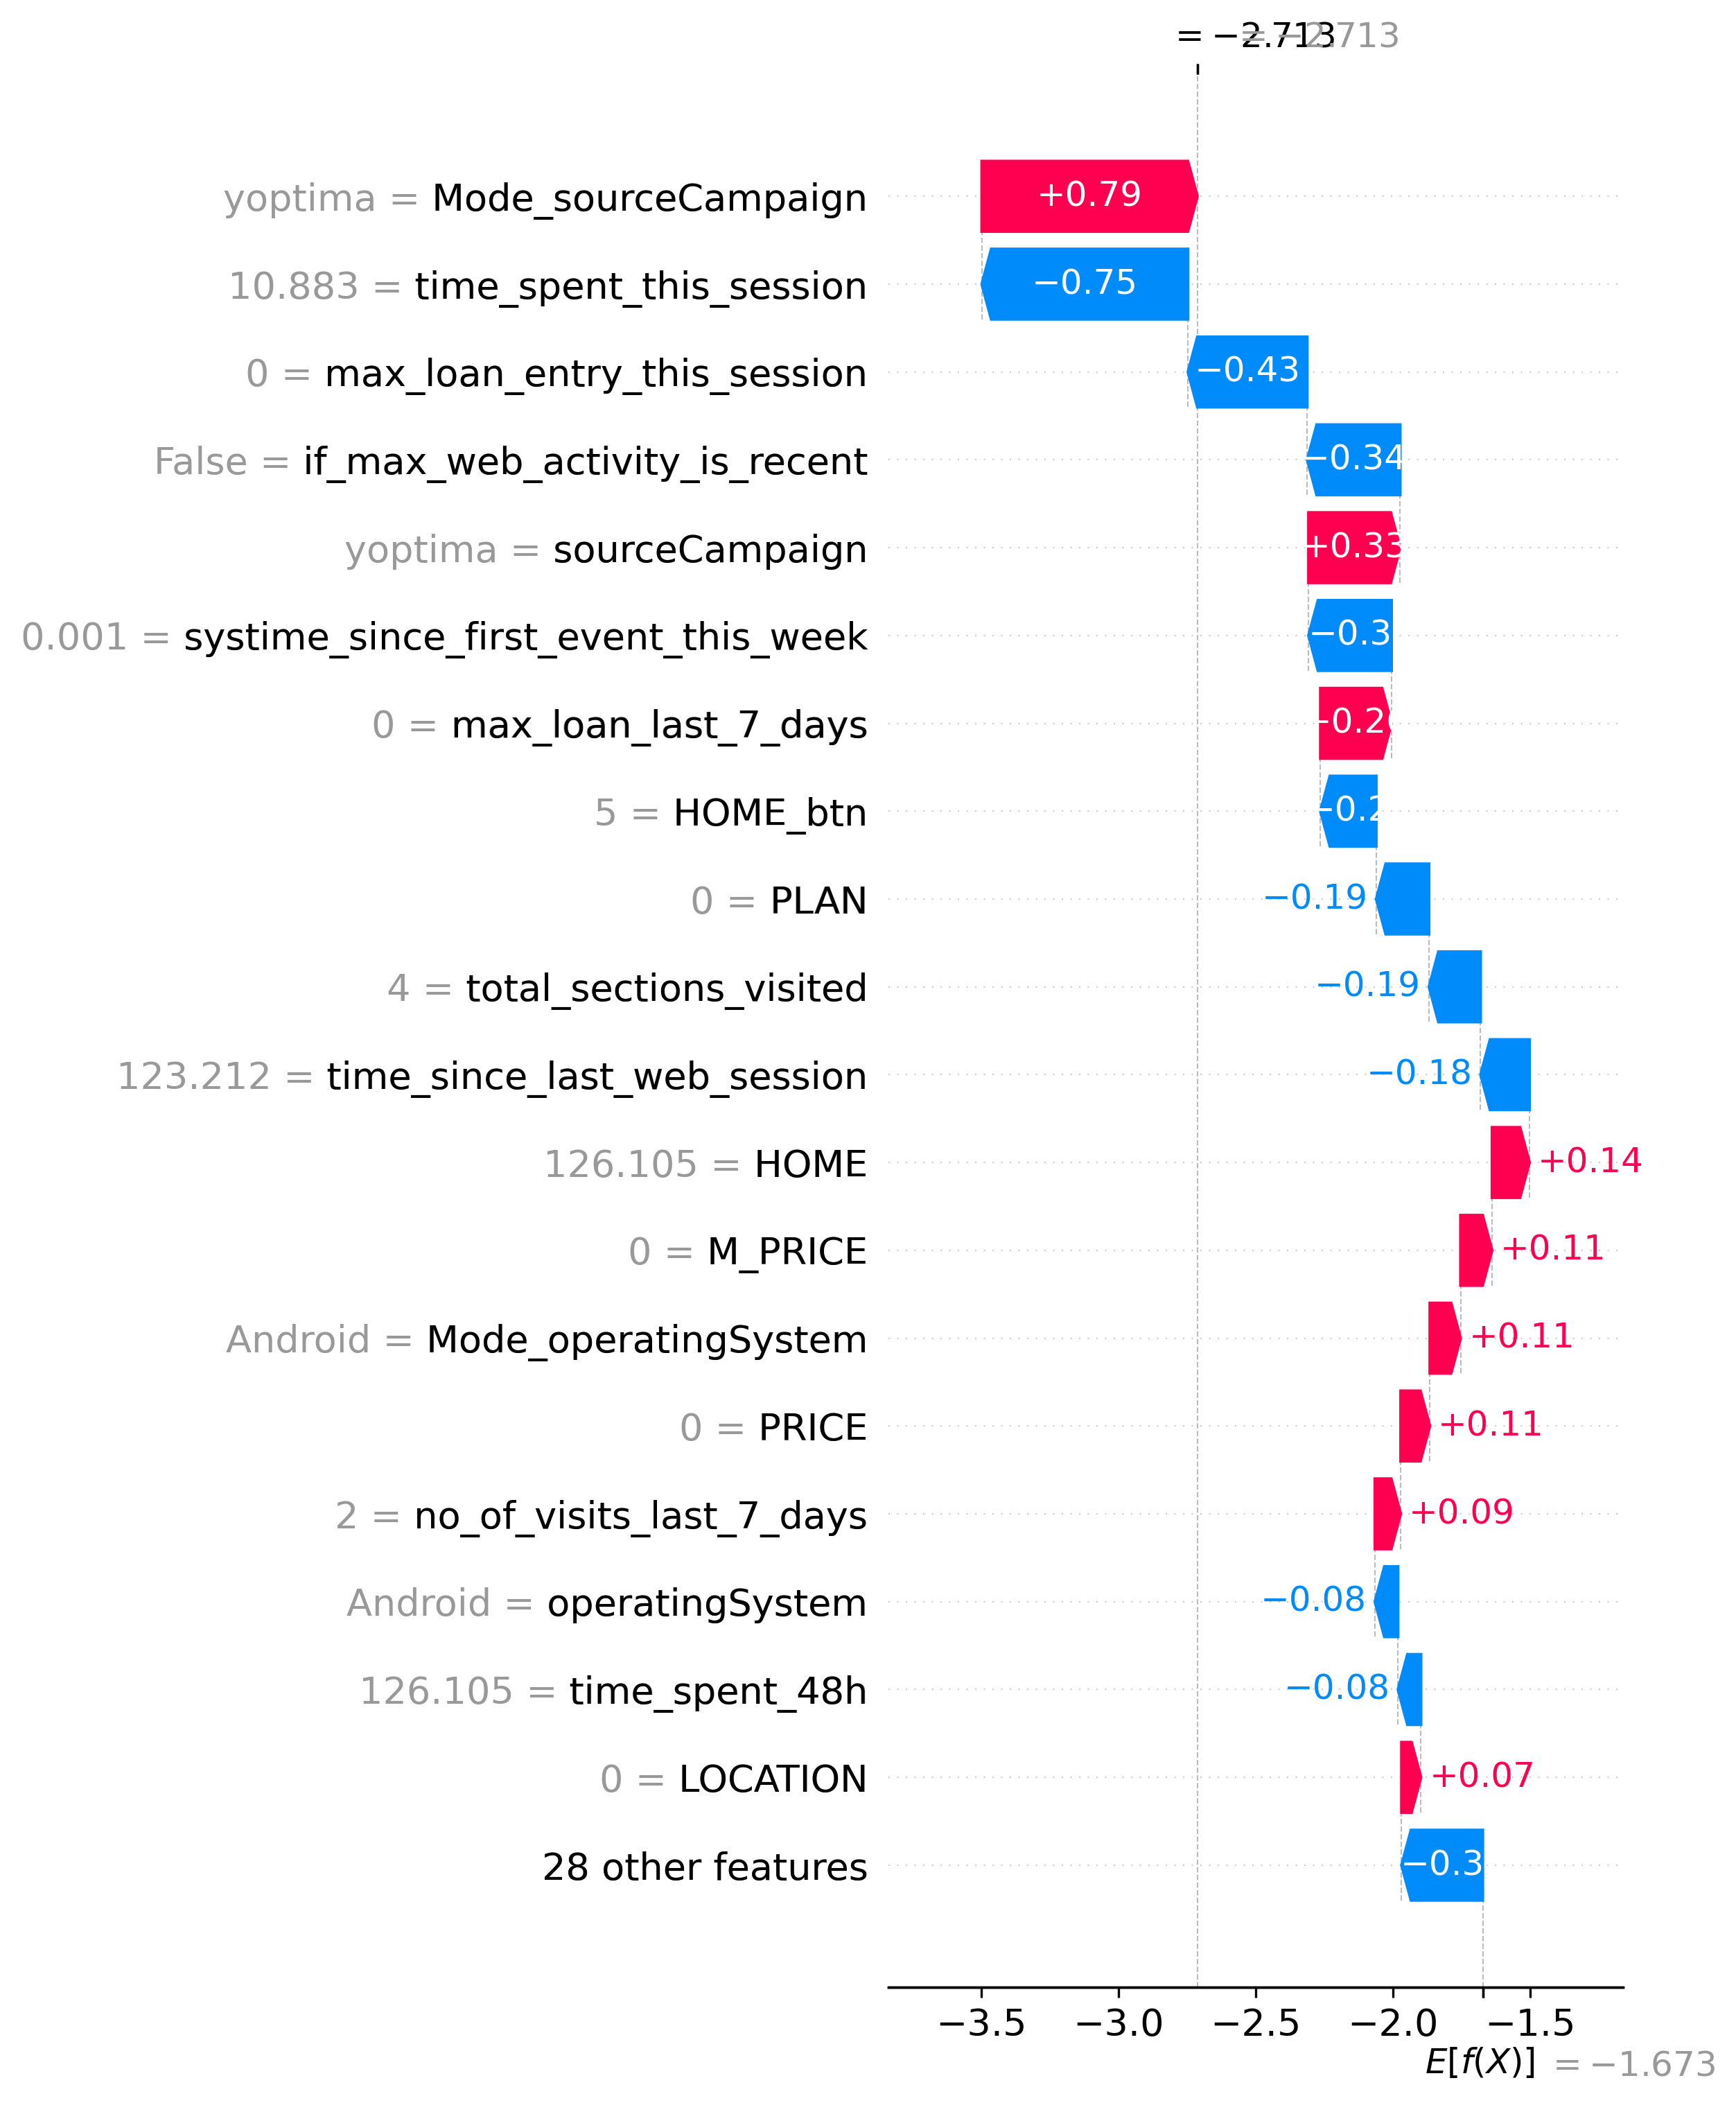 = −2.713
= −2.713
yoptima = Mode_sourceCampaign
+0.79
10.883 = time_spent_this_session
−0.75
0 = max_loan_entry_this_session
−0.43
False = if_max_web_activity_is_recent
−0.34
yoptima = sourceCampaign
+0.33
0.001 = systime_since_first_event_this_week
−0.3
0 = max_loan_last_7_days
5 = HOME_btn
−0.2
0 = PLAN
−0.19
4 = total_sections_visited
−0.19
123.212 = time_since_last_web_session
−0.18
126.105 = HOME
+0.14
0 = M_PRICE
+0.11
Android = Mode_operatingSystem
+0.11
0 = PRICE
+0.11
2 = no_of_visits_last_7_days
+0.09
Android = operatingSystem
−0.08
126.105 = time_spent_48h
−0.08
0 = LOCATION
+0.07
28 other features
−0.3
−3.5 −3.0 −2.5 −2.0 −1.5
E[f(X)] = −1.673